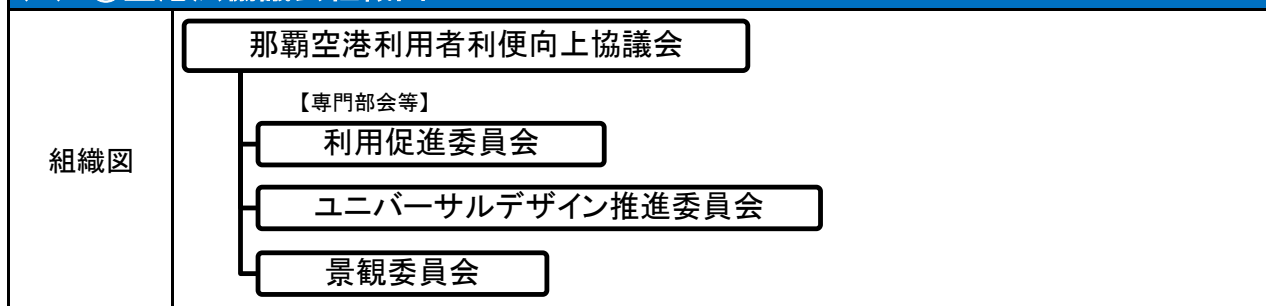 組織図
那覇空港利用者利便向上協議会
【専門部会等】
利用促進委員会
ユニバーサルデザイン推進委員会
景観委員会